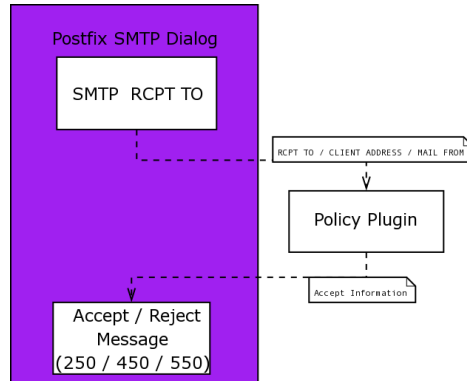 Postfix SMTP Dialog
SMTP RCPT TO
RCPT TO / CLIENT ADDRESS / MAIL FROM
Policy Plugin
Accept Information
Accept / Reject
Message
(250 / 450 / 550)